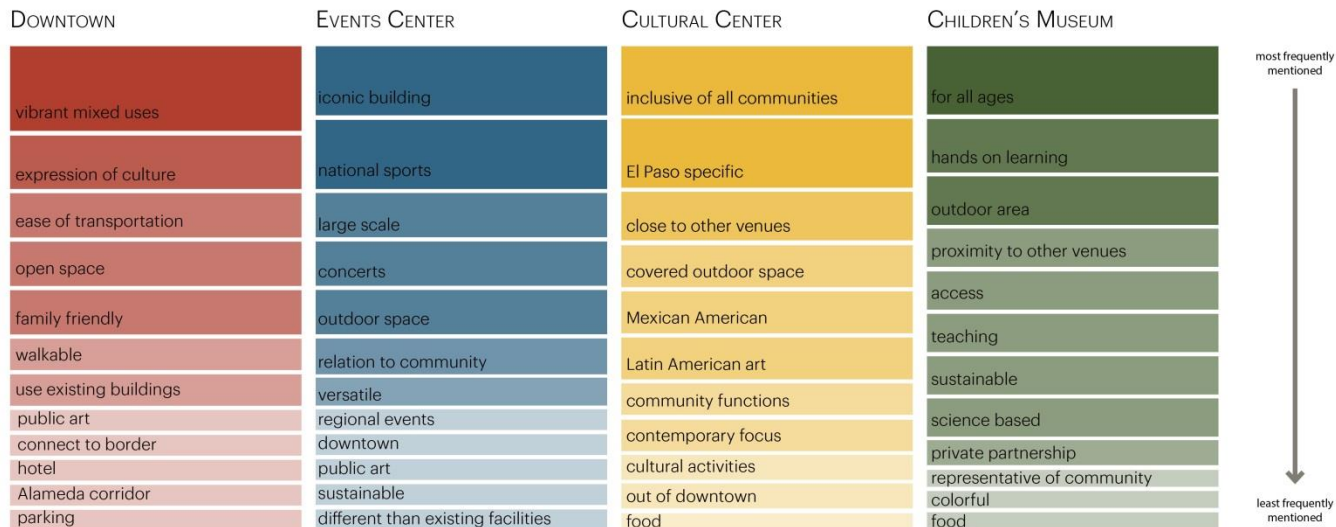 DOWNTOWN
vibrant mixed uses
expression of culture
ease of transportation
open space
family friendly
walkable
use existing buildings
public art
connect to border
hotel
Alameda corridor
parking
EVENTS CENTER
iconic building
national sports
large scale
concerts
outdoor space
relation to community
versatile
regional events
downtown
public art
sustainable
different than existing facilities
CULTURAL CENTER
inclusive of all communities
El Paso specific
close to other venues
covered outdoor space
Mexican American
Latin American art
community functions
contemporary focus
cultural activities
out of downtown
food
CHILDREN'S MUSEUM
for all ages
hands on learning
outdoor area
proximity to other venues
access
teaching
sustainable
science based
private partnership
representative of community
colorful
food
most frequently
mentioned
least frequently
mentioned